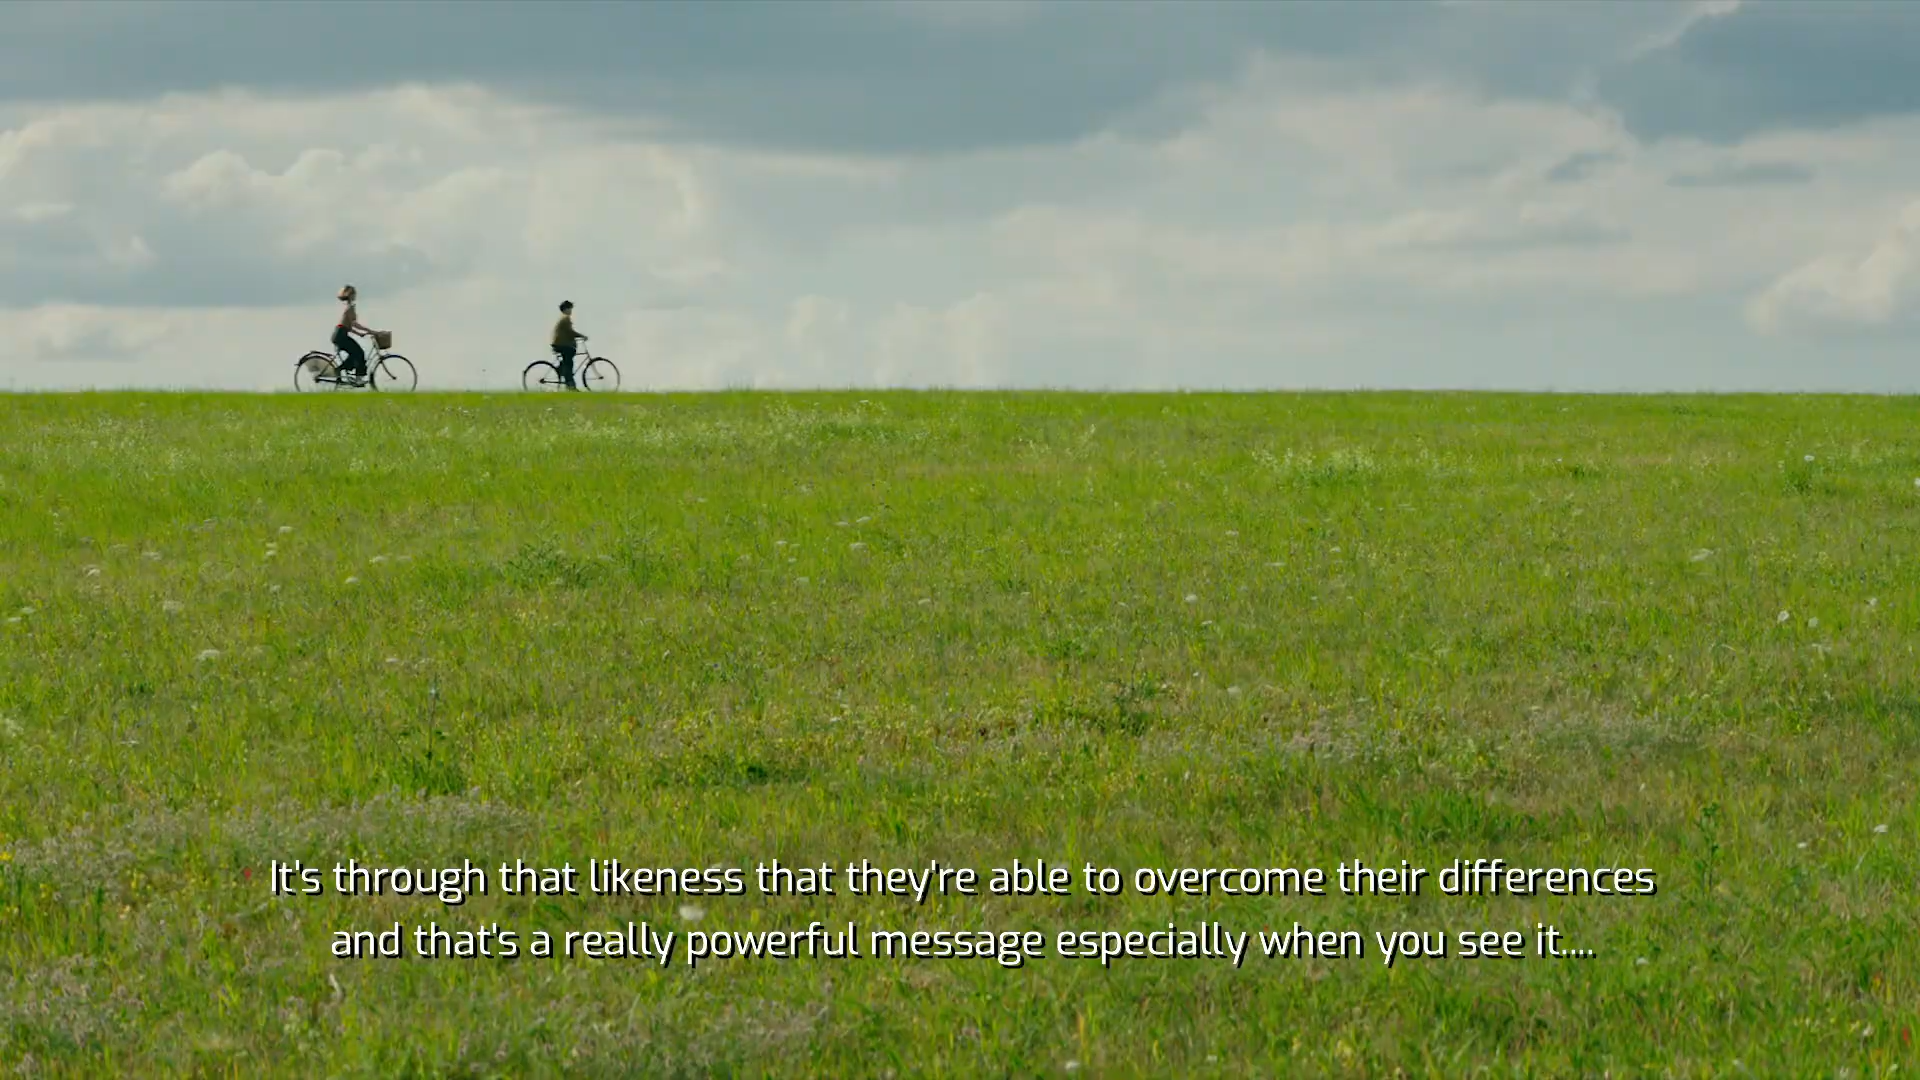 It's through that likeness that they're able to overcome their differences
and that's a really powerful message especially when you see it....